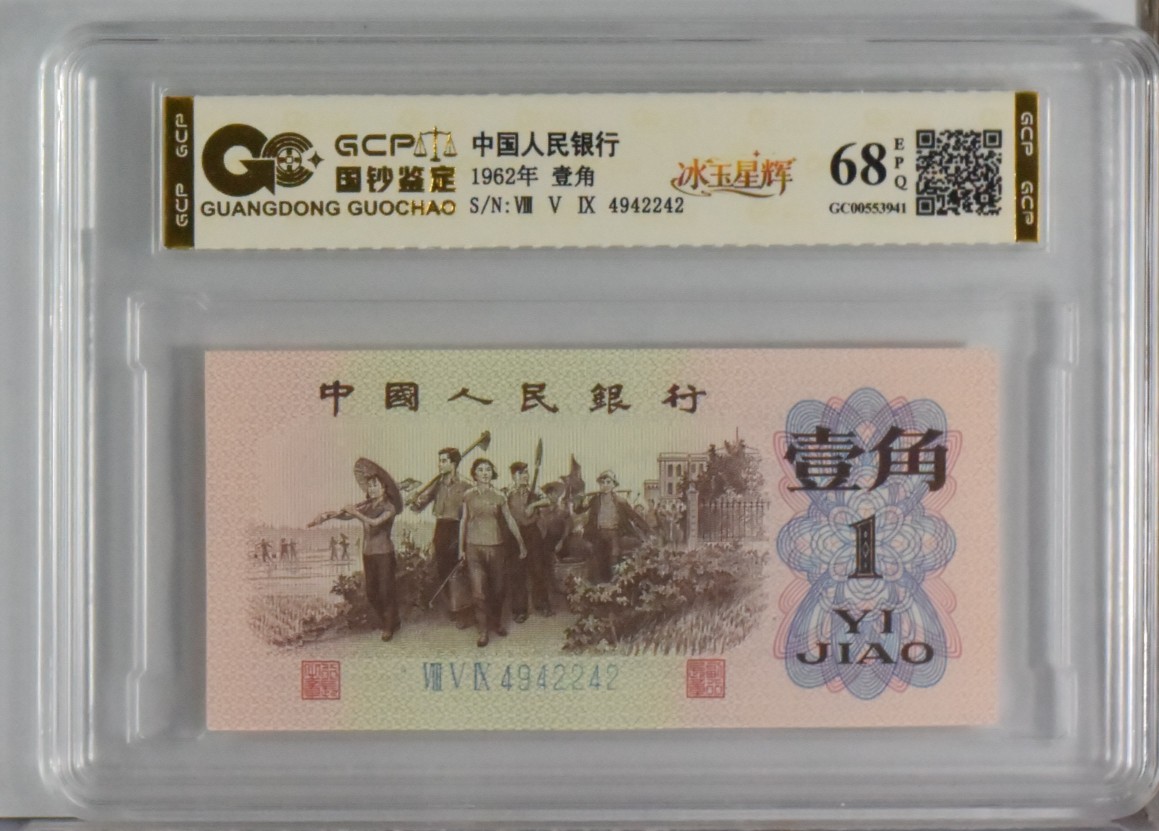 GCP
GCP
GCP
国钞鉴定
GUANGDONG GUOCHAO
中国人民银行
1962年 壹角
S/N:Ⅷ Ⅴ Ⅸ 4942242
冰玉星辉
68
EPQ
GC00553941
GCP
GCP
中國人民銀行
壹角
1
YI
JIAO
Ⅷ Ⅴ Ⅸ 4942242